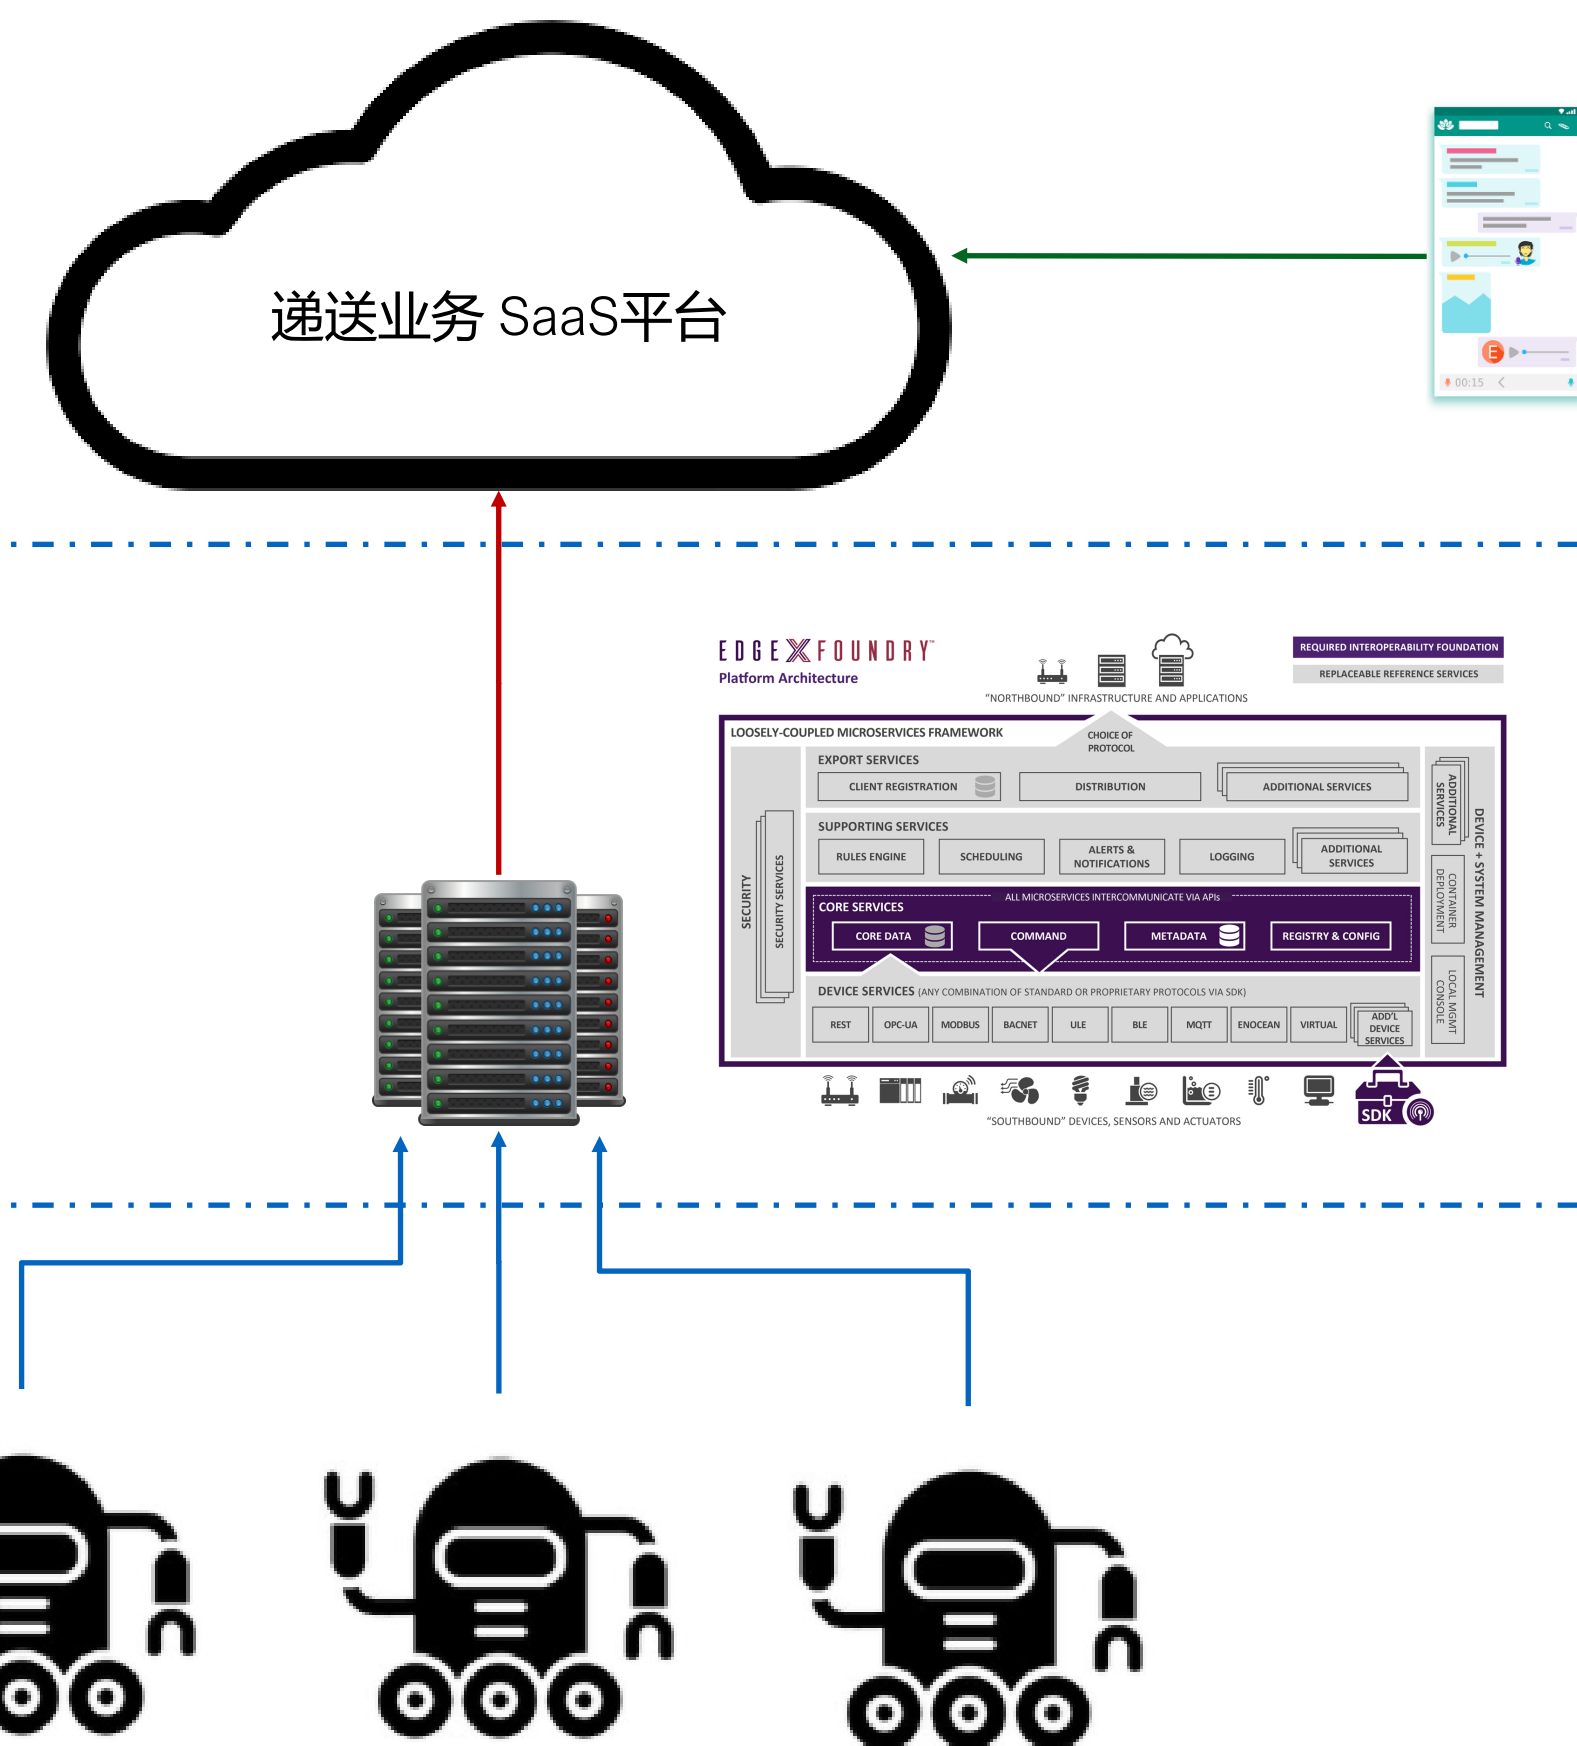 递送业务 SaaS平台
E
00:15
EDGE X FOUNDRY™
Platform Architecture
"NORTHBOUND" INFRASTRUCTURE AND APPLICATIONS
REQUIRED INTEROPERABILITY FOUNDATION
REPLACEABLE REFERENCE SERVICES
LOOSELY-COUPLED MICROSERVICES FRAMEWORK
CHOICE OF
PROTOCOL
EXPORT SERVICES
CLIENT REGISTRATION
DISTRIBUTION
ADDITIONAL SERVICES
SUPPORTING SERVICES
RULES ENGINE
SCHEDULING
ALERTS &
NOTIFICATIONS
LOGGING
ADDITIONAL
SERVICES
ALL MICROSERVICES INTERCOMMUNICATE VIA APIs
CORE SERVICES
CORE DATA
COMMAND
METADATA
REGISTRY & CONFIG
DEVICE SERVICES (ANY COMBINATION OF STANDARD OR PROPRIETARY PROTOCOLS VIA SDK)
REST
OPC-UA
MODBUS
BACNET
ULE
BLE
MQTT
ENOCEAN
VIRTUAL
ADD'L
DEVICE
SERVICES
SECURITY
SECURITY SERVICES
ADDITIONAL
SERVICES
CONTAINER
DEPLOYMENT
LOCAL MGMT
CONSOLE
DEVICE + SYSTEM MANAGEMENT
SDK
"SOUTHBOUND" DEVICES, SENSORS AND ACTUATORS